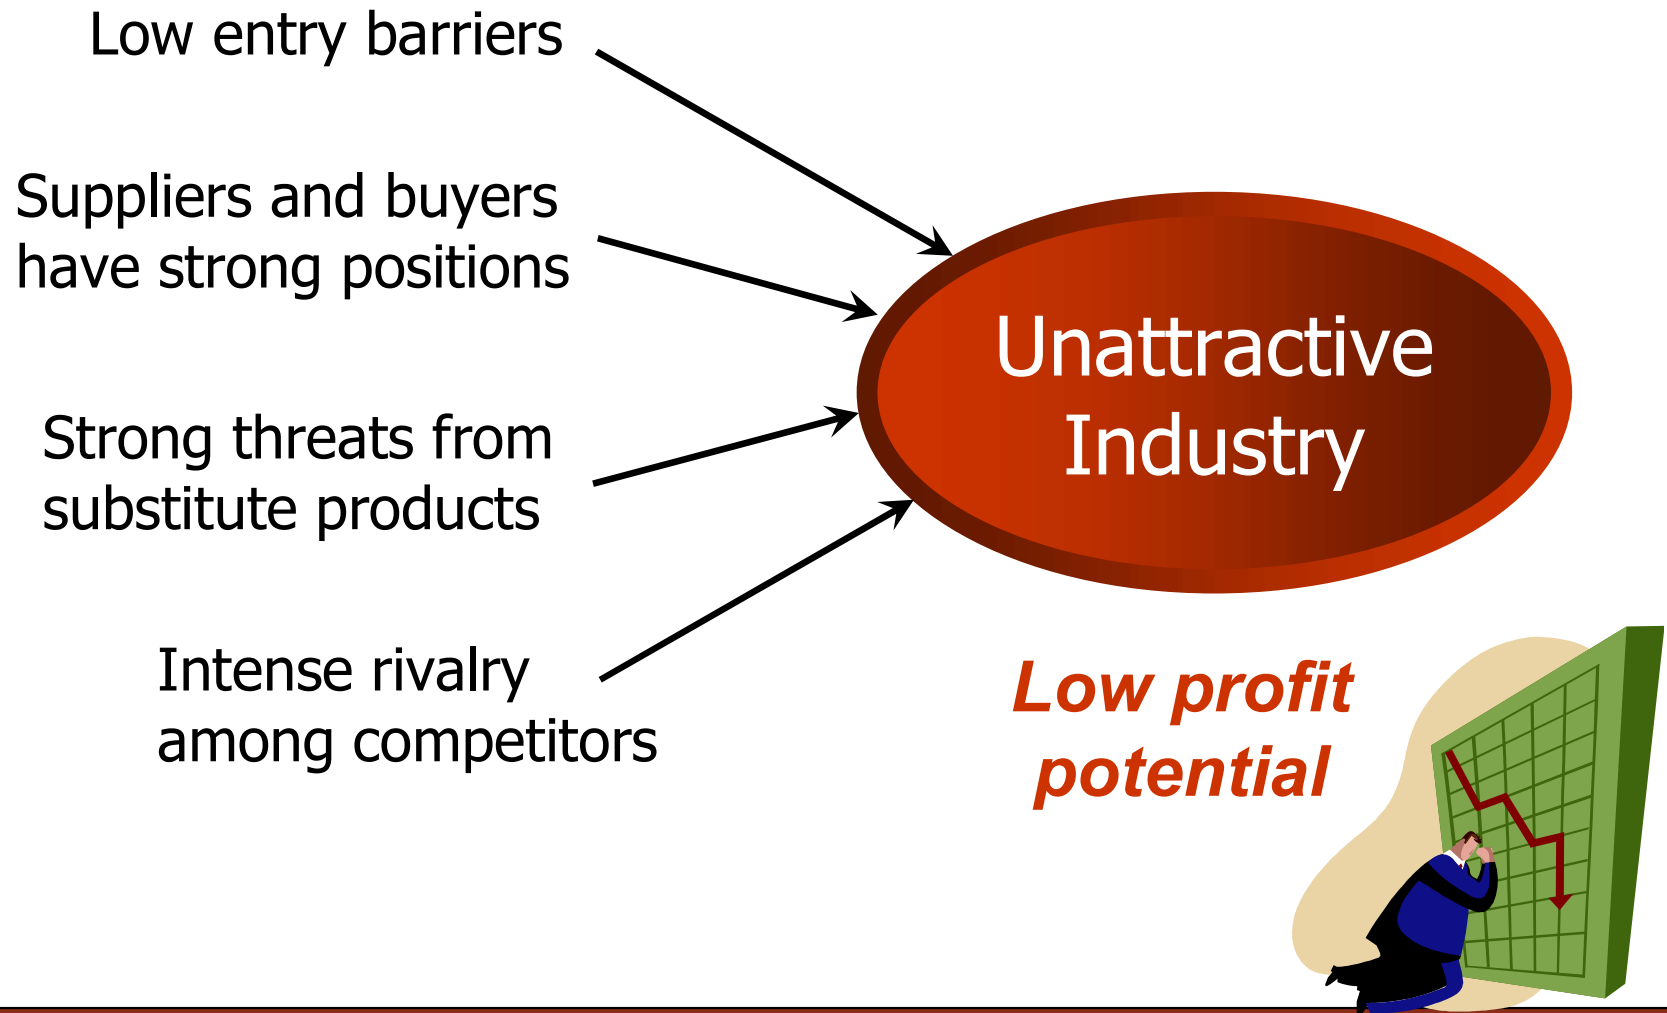 Low entry barriers
Suppliers and buyers
have strong positions
Strong threats from
substitute products
Intense rivalry
among competitors
Unattractive
Industry
Low profit
potential